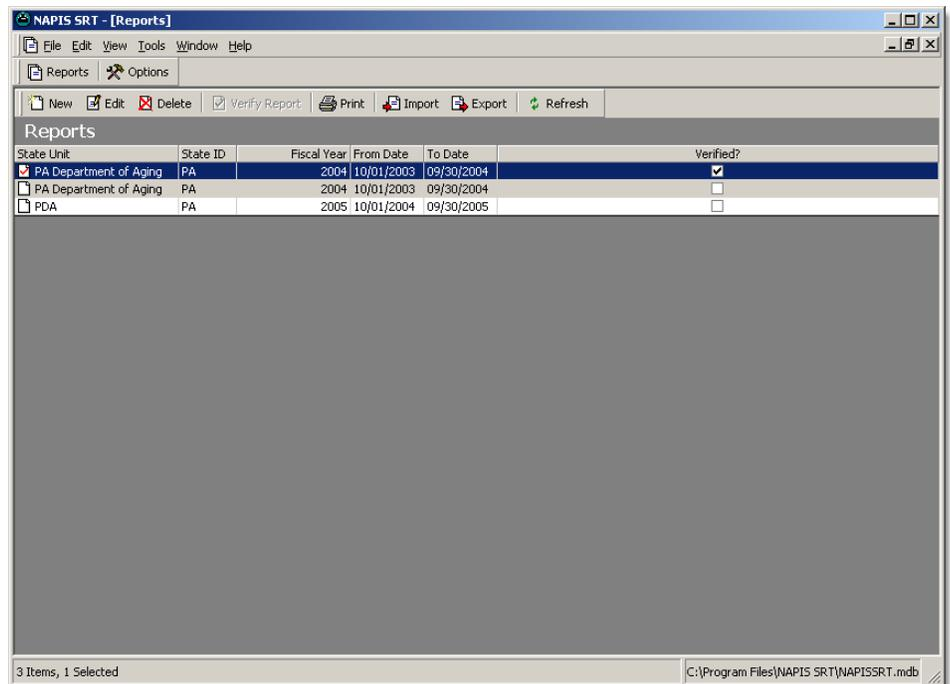 NAPIS SRT - [Reports]
File Edit View Tools Window Help
Reports Options
New Edit Delete Verify Report Print Import Export Refresh
Reports
State Unit State ID Fiscal Year From Date To Date Verified?
PA Department of Aging PA 2004 10/01/2003 09/30/2004
PA Department of Aging PA 2004 10/01/2003 09/30/2004
PDA PA 2005 10/01/2004 09/30/2005
3 Items, 1 Selected C:\Program Files\NAPIS SRT\NAPISSRT.mdb